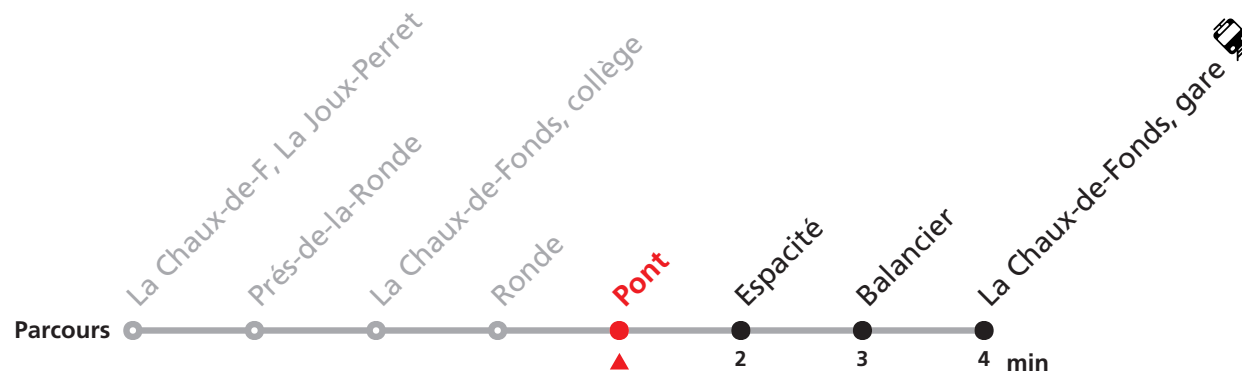 La Chaux-de-F, La Joux-Perret
Prés-de-la-Ronde
La Chaux-de-Fonds, collège
Ronde
Pont
Espacité
Balancier
La Chaux-de-Fonds, gare
Parcours
2 3 4 min